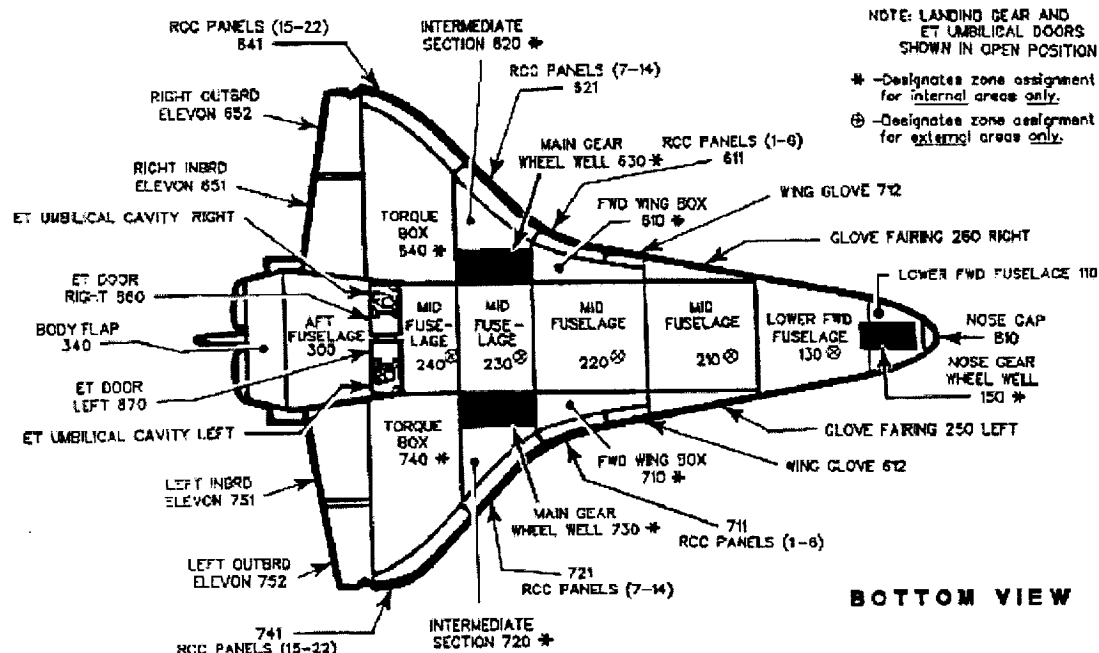 NOTE: LANDING GEAR AND
ET UMBILICAL DOORS
SHOWN IN OPEN POSITION
* -Designates zone assignment
for internal areas only.
⊗ -Designates zone assignment
for external areas only.
RCC PANELS (15-22)
641
INTERMEDIATE
SECTION 620 *
RCC PANELS (7-14)
621
RIGHT OUTBRD
ELEVON 652
MAIN GEAR
WHEEL WELL 630 *
RCC PANELS (1-6)
611
RIGHT INBRD
ELEVON 651
WING GLOVE 712
ET UMBILICAL CAVITY RIGHT
TORQUE
BOX
640 *
FWD WING BOX
610 *
GLOVE FAIRING 260 RIGHT
LOWER FWD FUSELAGE 110
ET DOOR
RIGHT 860
BODY FLAP
340
AFT
FUSELAGE
300
MID
FUSE-
LAGE
240 ⊗
MID
FUSE-
LAGE
230 ⊗
MID
FUSELAGE
220 ⊗
MID
FUSELAGE
210 ⊗
LOWER FWD
FUSELAGE
130 ⊗
NOSE CAP
810
NOSE GEAR
WHEEL WELL
150 *
ET DOOR
LEFT 870
ET UMBILICAL CAVITY LEFT
TORQUE
BOX
740 *
FWD WING BOX
710 *
GLOVE FAIRING 250 LEFT
WING GLOVE 612
LEFT INBRD
ELEVON 751
MAIN GEAR
WHEEL WELL 730 *
711
RCC PANELS (1-6)
LEFT OUTBRD
ELEVON 752
721
RCC PANELS (7-14)
741
RCC PANELS (15-22)
INTERMEDIATE
SECTION 720 *
BOTTOM VIEW